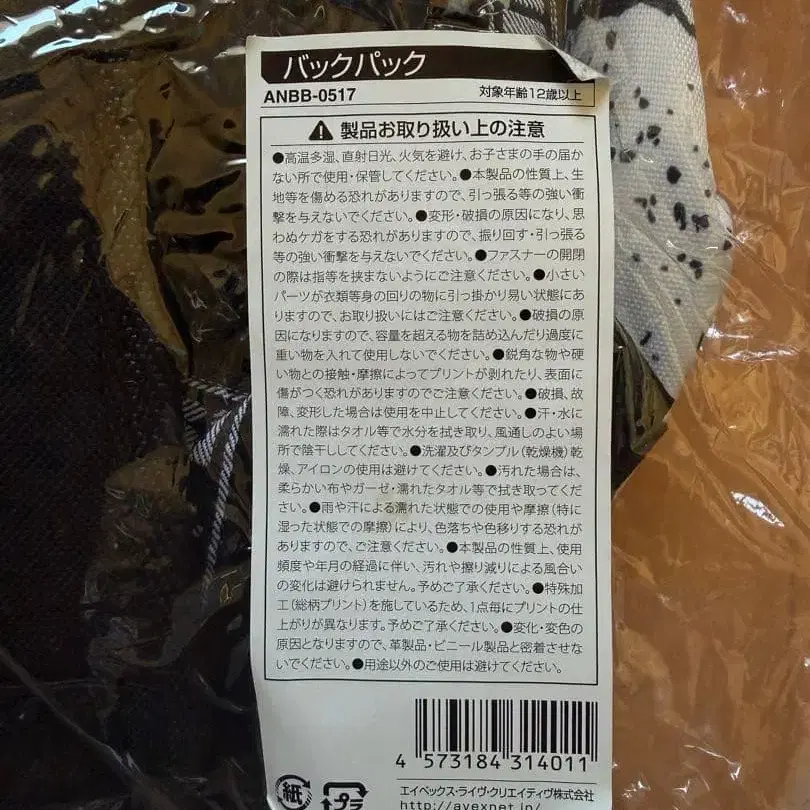 バックパック
ANBB-0517 対象年齢12歳以上
⚠ 製品お取り扱い上の注意
●高温多湿、直射日光、火気を避け、お子さまの手の届か
ない所で使用・保管してください。●本製品の性質上、生
地等を傷める恐れがありますので、引っ張る等の強い衝
撃を与えないでください。●変形・破損の原因になり、思
わぬケガをする恐れがありますので、振り回す・引っ張る
等の強い衝撃を与えないでください。●ファスナーの開閉
の際は指等を挟まないようにご注意ください。●小さい
パーツが衣類等身の回りの物に引っ掛かり易い状態にあ
りますので、お取り扱いにはご注意ください。●破損の原
因になりますので、容量を超える物を詰め込んだり過度に
重い物を入れて使用しないでください。●鋭角な物や硬
い物との接触・摩擦によってプリントが剥れたり、表面に
傷がつく恐れがありますのでご注意ください。●破損、故
障、変形した場合は使用を中止してください。●汗・水に
濡れた際はタオル等で水分を拭き取り、風通しのよい場
所で陰干ししてください。●洗濯及びタンブル(乾燥機)乾
燥、アイロンの使用は避けてください。●汚れた場合は、
柔らかい布やガーゼ・濡れたタオル等で拭き取ってくだ
さい。●雨や汗による濡れた状態での使用や摩擦(特に
湿った状態での摩擦)により、色落ちや色移りする恐れが
ありますので、ご注意ください。●本製品の性質上、使用
頻度や年月の経過に伴い、汚れや擦り減りによる風合い
の変化は避けられません。予めご了承ください。●特殊加
工(総柄プリント)を施しているため、1点毎にプリントの仕
上がりが異なります。予めご了承ください。●変化・変色の
原因となりますので、革製品・ビニール製品と密着させな
いでください。●用途以外のご使用は避けてください。
4 573184 314011
エイベックス・ライヴ・クリエイティヴ株式会社
http://avexnet.jp/
紙
プラ